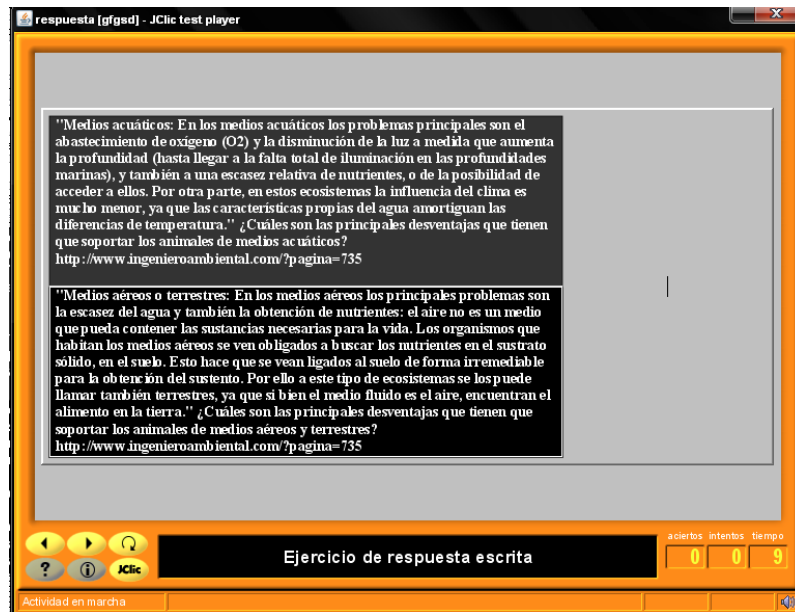 respuesta [gfgsd] - JClic test player
"Medios acuáticos: En los medios acuáticos los problemas principales son el
abastecimiento de oxígeno (O2) y la disminución de la luz a medida que aumenta
la profundidad (hasta llegar a la falta total de iluminación en las profundidades
marinas), y también a una escasez relativa de nutrientes, o de la posibilidad de
acceder a ellos. Por otra parte, en estos ecosistemas la influencia del clima es
mucho menor, ya que las características propias del agua amortiguan las
diferencias de temperatura." ¿Cuáles son las principales desventajas que tienen
que soportar los animales de medios acuáticos?
http://www.ingenieroambiental.com/?pagina=735
"Medios aéreos o terrestres: En los medios aéreos los principales problemas son
la escasez del agua y también la obtención de nutrientes: el aire no es un medio
que pueda contener las sustancias necesarias para la vida. Los organismos que
habitan los medios aéreos se ven obligados a buscar los nutrientes en el sustrato
sólido, en el suelo. Esto hace que se vean ligados al suelo de forma irremediable
para la obtención del sustento. Por ello a este tipo de ecosistemas se los puede
llamar también terrestres, ya que si bien el medio fluido es el aire, encuentran el
alimento en la tierra." ¿Cuáles son las principales desventajas que tienen que
soportar los animales de medios aéreos y terrestres?
http://www.ingenieroambiental.com/?pagina=735
JClic
Ejercicio de respuesta escrita
aciertos intentos tiempo
0 0 9
Actividad en marcha